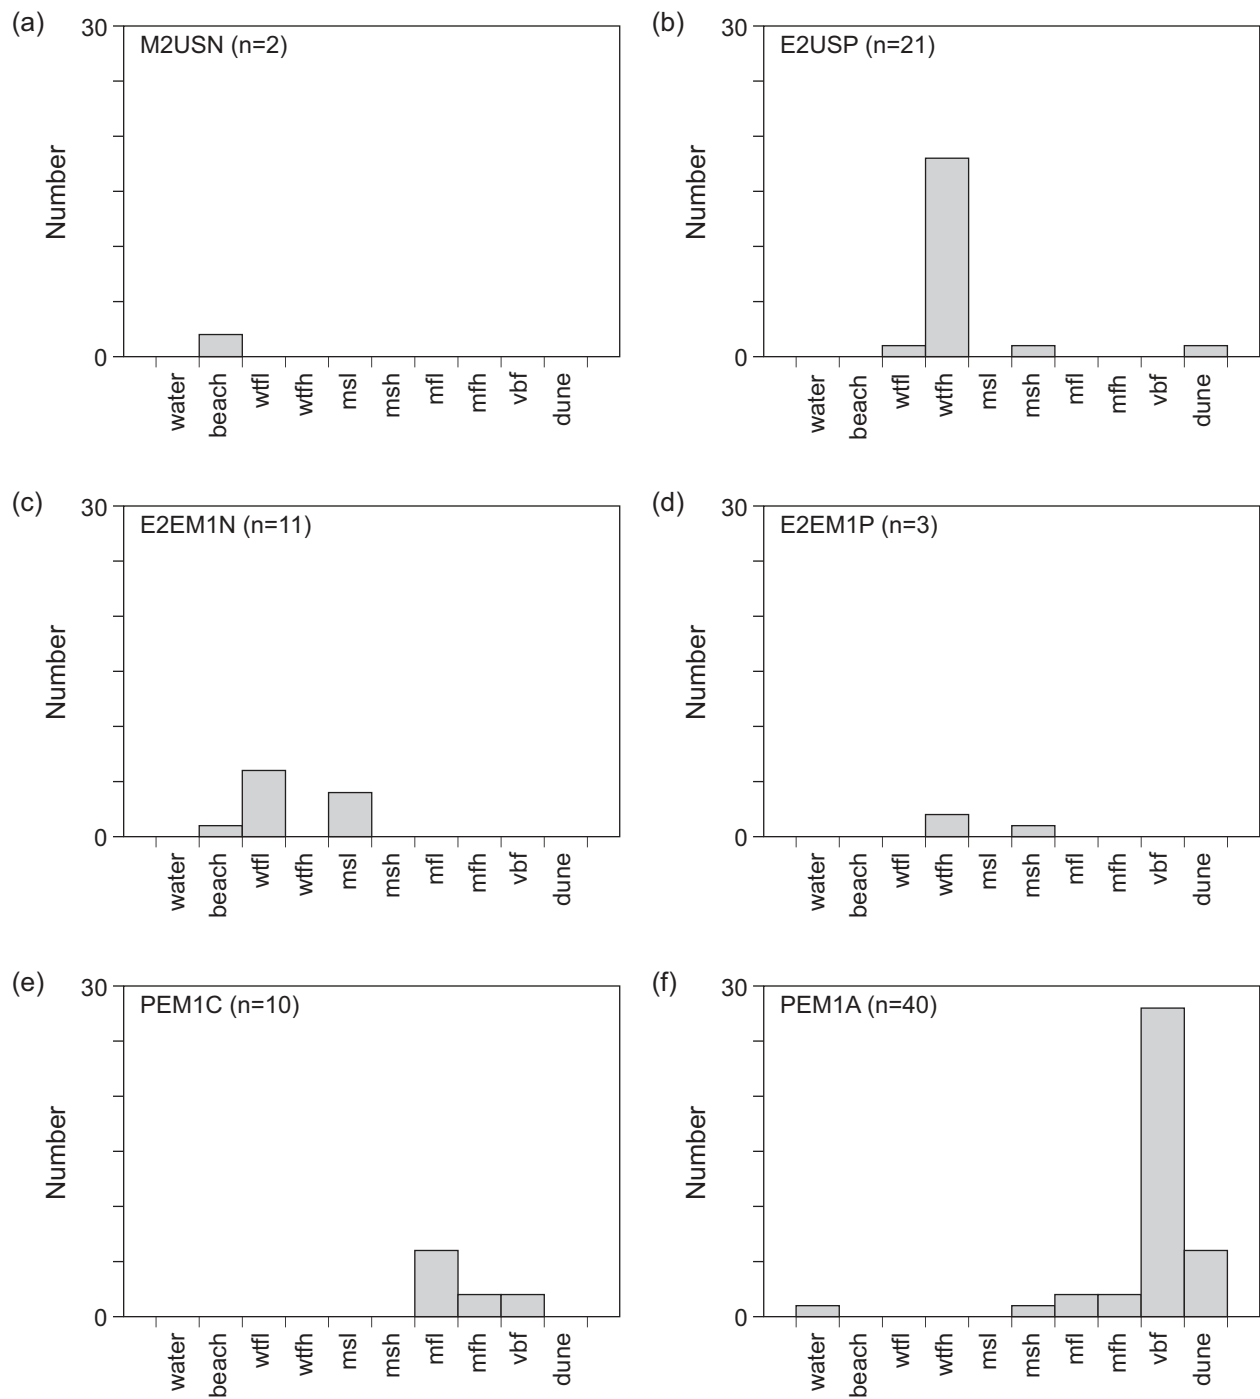 (a)
30
M2USN (n=2)
Number
0
water
beach
wtfl
wtfh
msl
msh
mfl
mfh
vbf
dune
(b)
30
E2USP (n=21)
Number
0
water
beach
wtfl
wtfh
msl
msh
mfl
mfh
vbf
dune
(c)
30
E2EM1N (n=11)
Number
0
water
beach
wtfl
wtfh
msl
msh
mfl
mfh
vbf
dune
(d)
30
E2EM1P (n=3)
Number
0
water
beach
wtfl
wtfh
msl
msh
mfl
mfh
vbf
dune
(e)
30
PEM1C (n=10)
Number
0
water
beach
wtfl
wtfh
msl
msh
mfl
mfh
vbf
dune
(f)
30
PEM1A (n=40)
Number
0
water
beach
wtfl
wtfh
msl
msh
mfl
mfh
vbf
dune